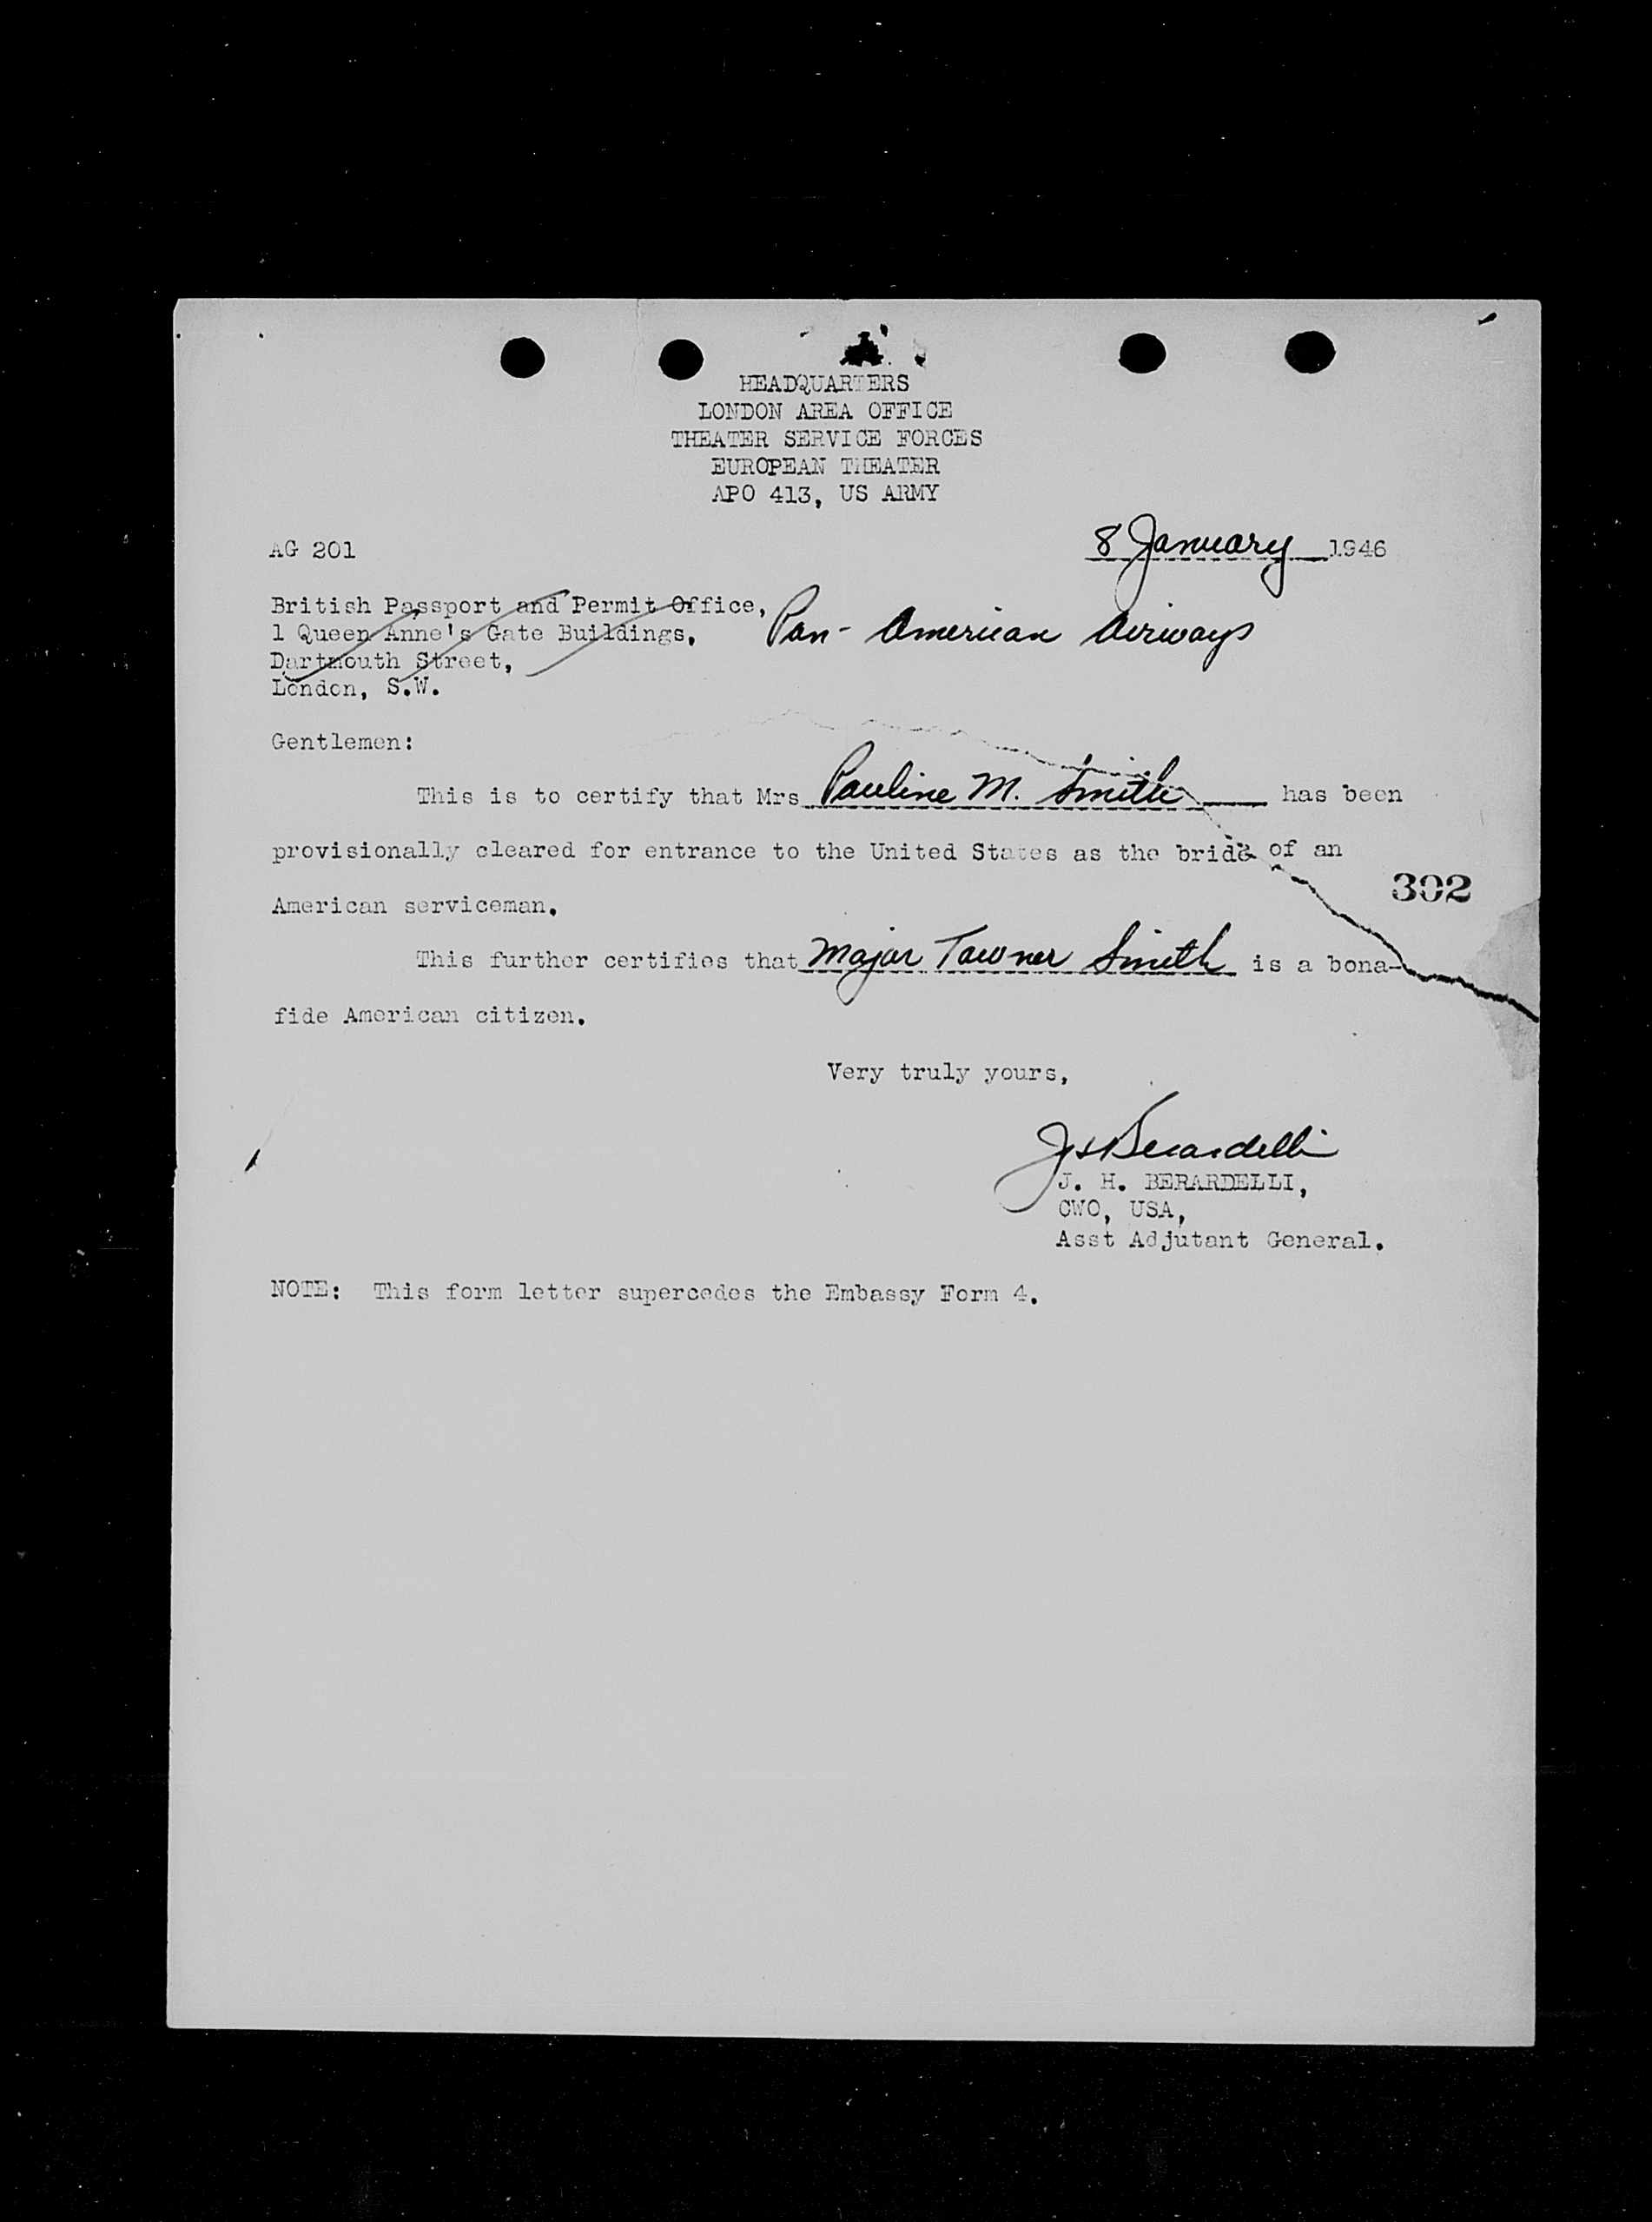 HEADQUARTERS
LONDON AREA OFFICE
THEATER SERVICE FORCES
EUROPEAN THEATER
APO 413, US ARMY
AG 201
8 January 1946
British Passport and Permit Office,
1 Queen Anne's Gate Buildings,
Dartmouth Street,
London, S.W.
Pan-American Airways
Gentlemen:
This is to certify that Mrs Pauline M. Smith has been
provisionally cleared for entrance to the United States as the bride of an
302
American serviceman.
This further certifies that Major Tawner Smith is a bona-
fide American citizen.
Very truly yours,
JHBerardelli
J. H. BERARDELLI,
CWO, USA,
Asst Adjutant General.
NOTE: This form letter supercedes the Embassy Form 4.